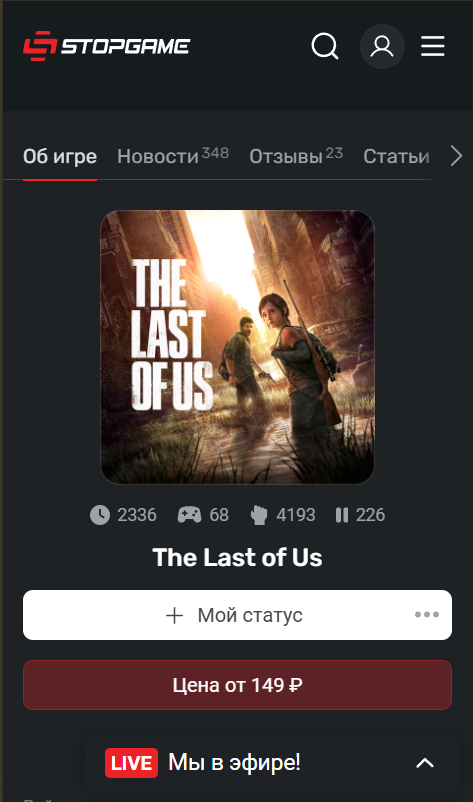 STOPGAME
Об игре Новости 348 Отзывы 23 Статьи
THE
LAST
OF US
2336 68 4193 226
The Last of Us
+ Мой статус •••
Цена от 149 ₽
LIVE Мы в эфире!